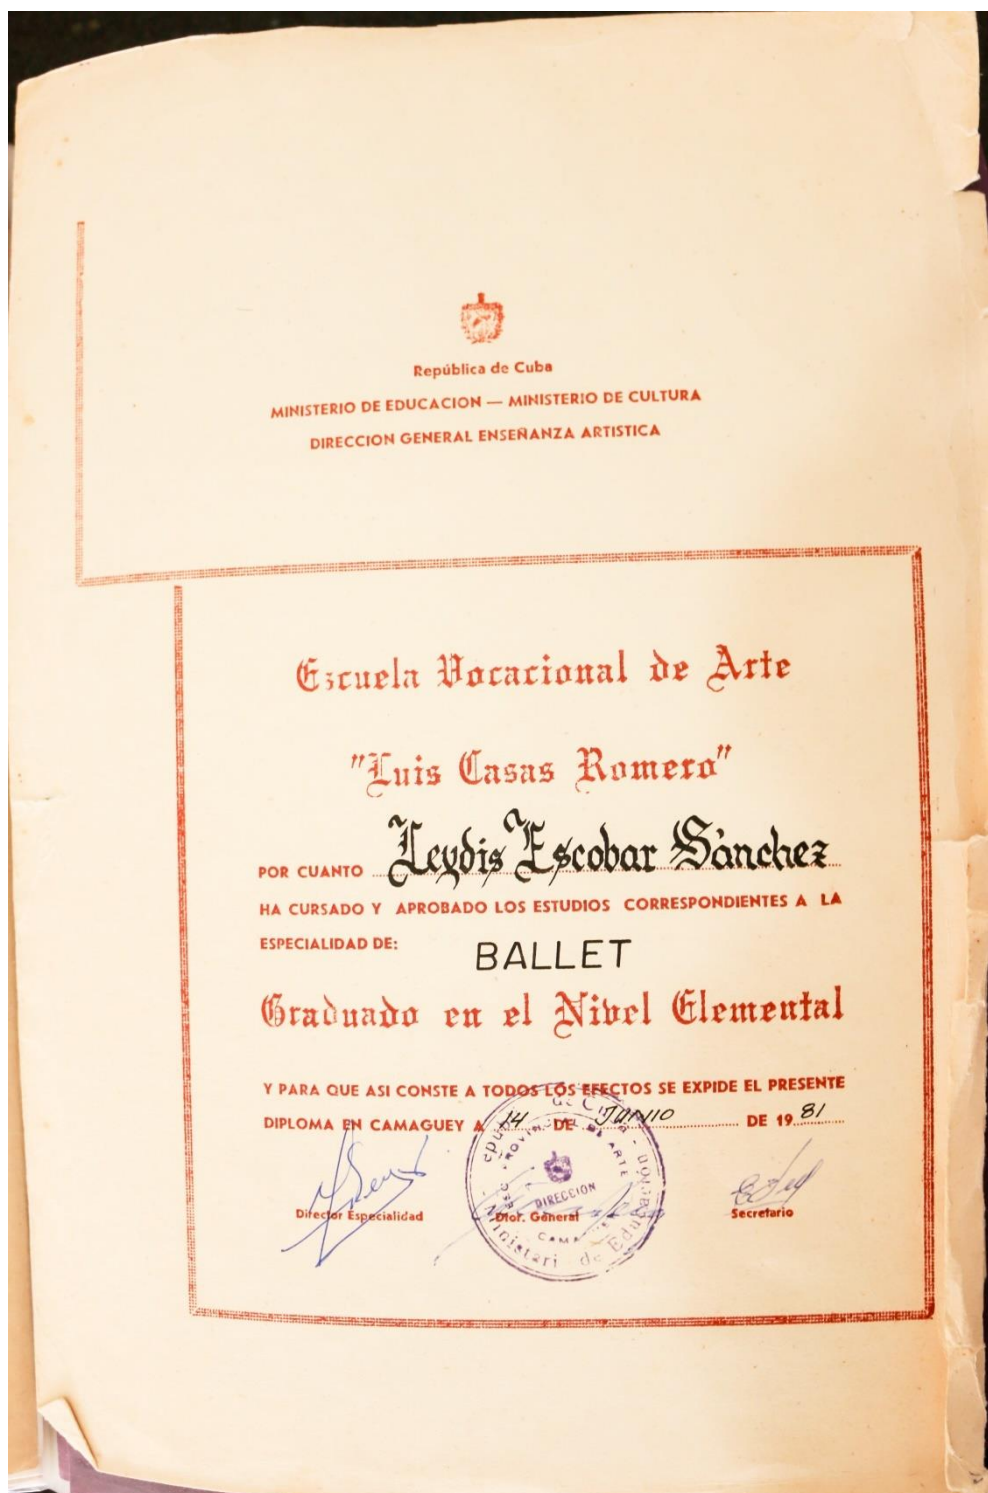 República de Cuba
MINISTERIO DE EDUCACION — MINISTERIO DE CULTURA
DIRECCION GENERAL ENSEÑANZA ARTISTICA
Escuela Vocacional de Arte
"Luis Casas Romero"
POR CUANTO Leydis Escobar Sánchez
HA CURSADO Y APROBADO LOS ESTUDIOS CORRESPONDIENTES A LA
ESPECIALIDAD DE: BALLET
Graduado en el Nivel Elemental
Y PARA QUE ASI CONSTE A TODOS LOS EFECTOS SE EXPIDE EL PRESENTE
DIPLOMA EN CAMAGUEY A 14 DE JUNIO DE 19 81
Director Especialidad
Dtor. General
Secretario
DIRECCION